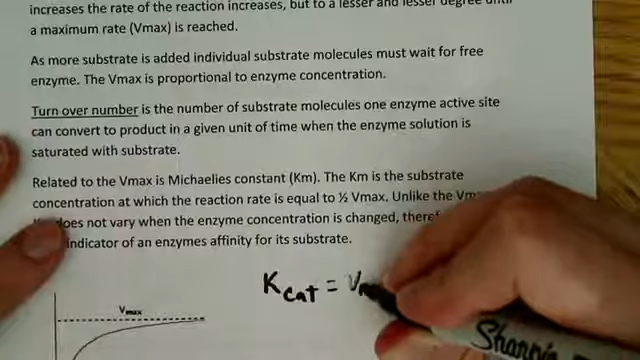 increases the rate of the reaction increases, but to a lesser and lesser degree until
a maximum rate (Vmax) is reached.
As more substrate is added individual substrate molecules must wait for free
enzyme. The Vmax is proportional to enzyme concentration.
Turn over number is the number of substrate molecules one enzyme active site
can convert to product in a given unit of time when the enzyme solution is
saturated with substrate.
Related to the Vmax is Michaelies constant (Km). The Km is the substrate
concentration at which the reaction rate is equal to ½ Vmax. Unlike the
does not vary when the enzyme concentration is changed,
indicator of an enzymes affinity for its substrate.
Kcat = V
Vmax
Sharpie